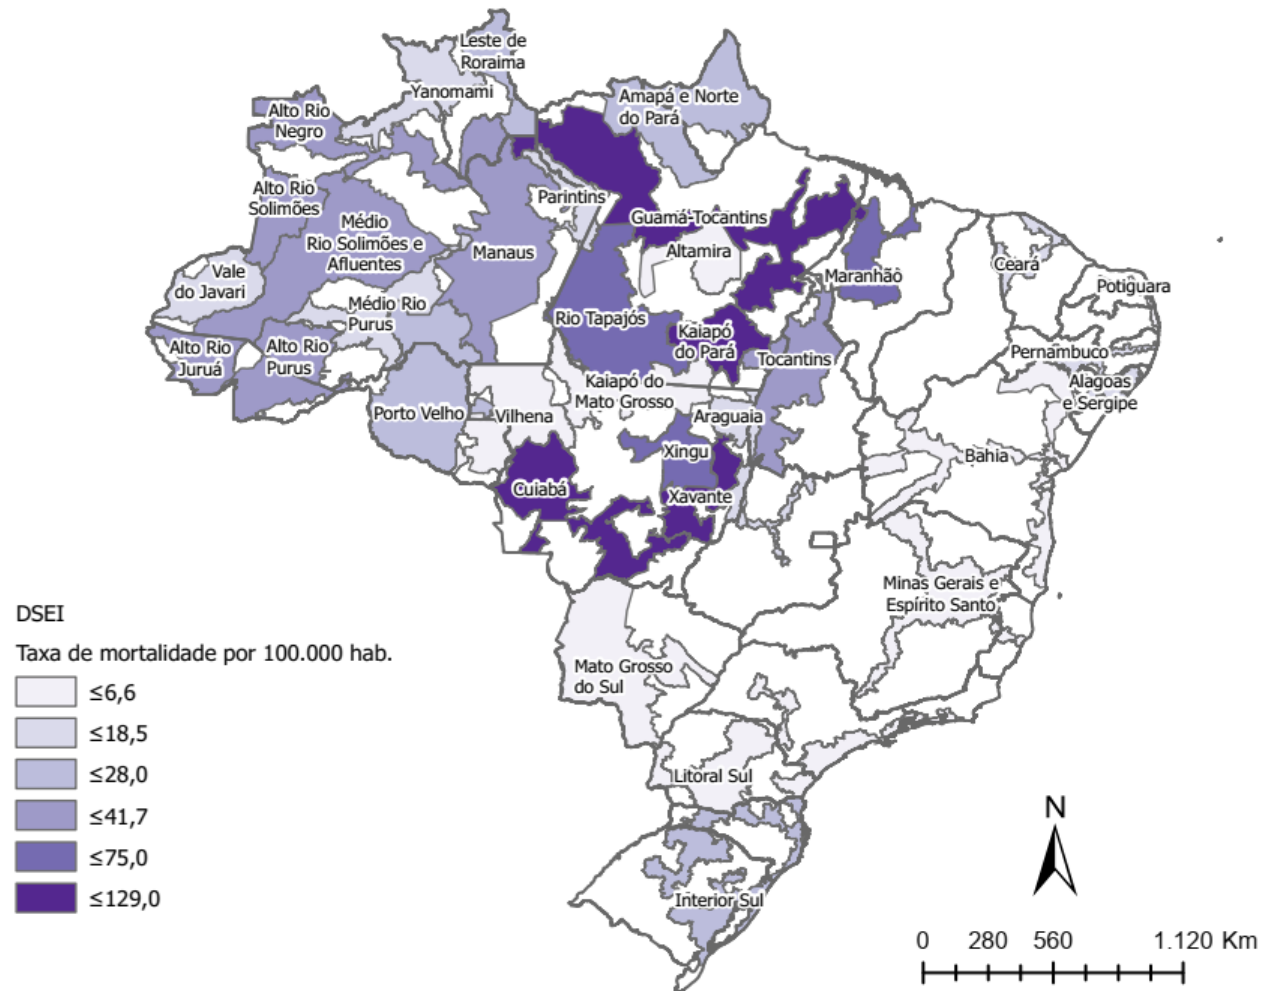 Leste de
Roraima
Yanomami
Amapá e Norte
do Pará
Alto Rio
Negro
Alto Rio
Solimões
Parintins
Guamá-Tocantins
Médio
Rio Solimões e
Afluentes
Manaus
Altamira
Vale
do Javari
Maranhão
Ceará
Potiguara
Médio Rio
Purus
Rio Tapajós
Kaiapó
do Pará
Alto Rio
Juruá
Alto Rio
Purus
Tocantins
Pernambuco
Kaiapó do
Mato Grosso
Alagoas
e Sergipe
Porto Velho
Vilhena
Araguaia
Xingu
Bahia
Cuiabá
Xavante
Minas Gerais e
Espírito Santo
Mato Grosso
do Sul
Litoral Sul
Interior Sul
DSEI
Taxa de mortalidade por 100.000 hab.
≤6,6
≤18,5
≤28,0
≤41,7
≤75,0
≤129,0
N
0 280 560 1.120 Km